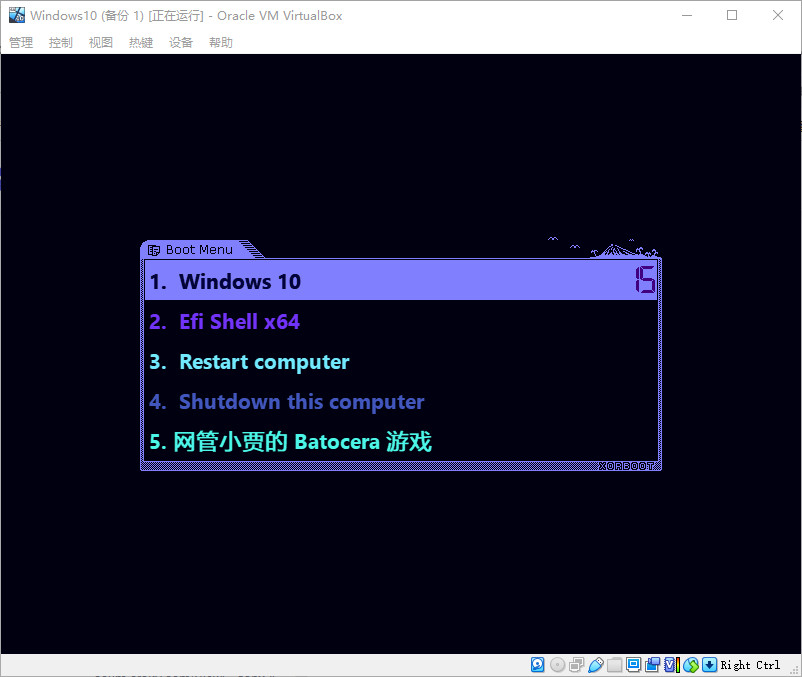 Windows10 (备份 1) [正在运行] - Oracle VM VirtualBox
管理 控制 视图 热键 设备 帮助
Boot Menu
1. Windows 10 15
2. Efi Shell x64
3. Restart computer
4. Shutdown this computer
5. 网管小贾的 Batocera 游戏
XORBOOT
Right Ctrl